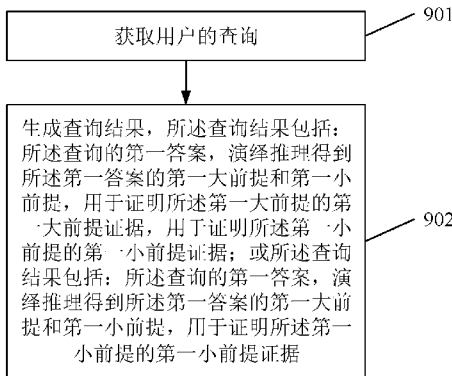 获取用户的查询
901
生成查询结果，所述查询结果包括：
所述查询的第一答案，演绎推理得到
所述第一答案的第一大前提和第一小
前提，用于证明所述第一大前提的第
一大前提证据，用于证明所述第一小
前提的第一小前提证据；或所述查询
结果包括：所述查询的第一答案，演
绎推理得到所述第一答案的第一大前
提和第一小前提，用于证明所述第一
小前提的第一小前提证据
902